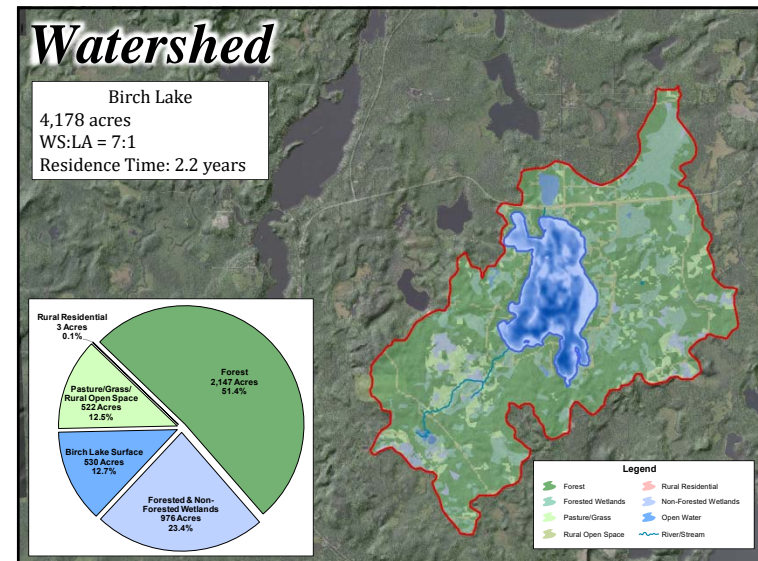 Watershed
Birch Lake
4,178 acres
WS:LA = 7:1
Residence Time: 2.2 years
Rural Residential
3 Acres
0.1%
Forest
2,147 Acres
51.4%
Pasture/Grass/
Rural Open Space
522 Acres
12.5%
Birch Lake Surface
530 Acres
12.7%
Forested & Non-
Forested Wetlands
976 Acres
23.4%
Legend
Forest
Rural Residential
Forested Wetlands
Non-Forested Wetlands
Pasture/Grass
Open Water
Rural Open Space
River/Stream